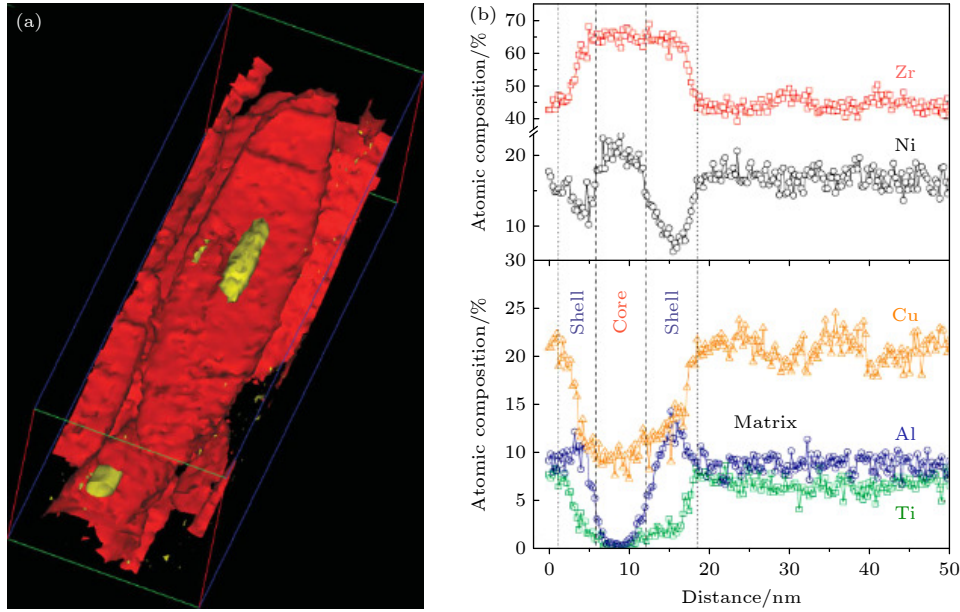 (a)
(b)
Atomic composition/%
70
60
50
40
20
10
30
Zr
Ni
Atomic composition/%
25
20
15
10
5
0
Shell
Core
Shell
Cu
Matrix
Al
Ti
0
10
20
30
40
50
Distance/nm